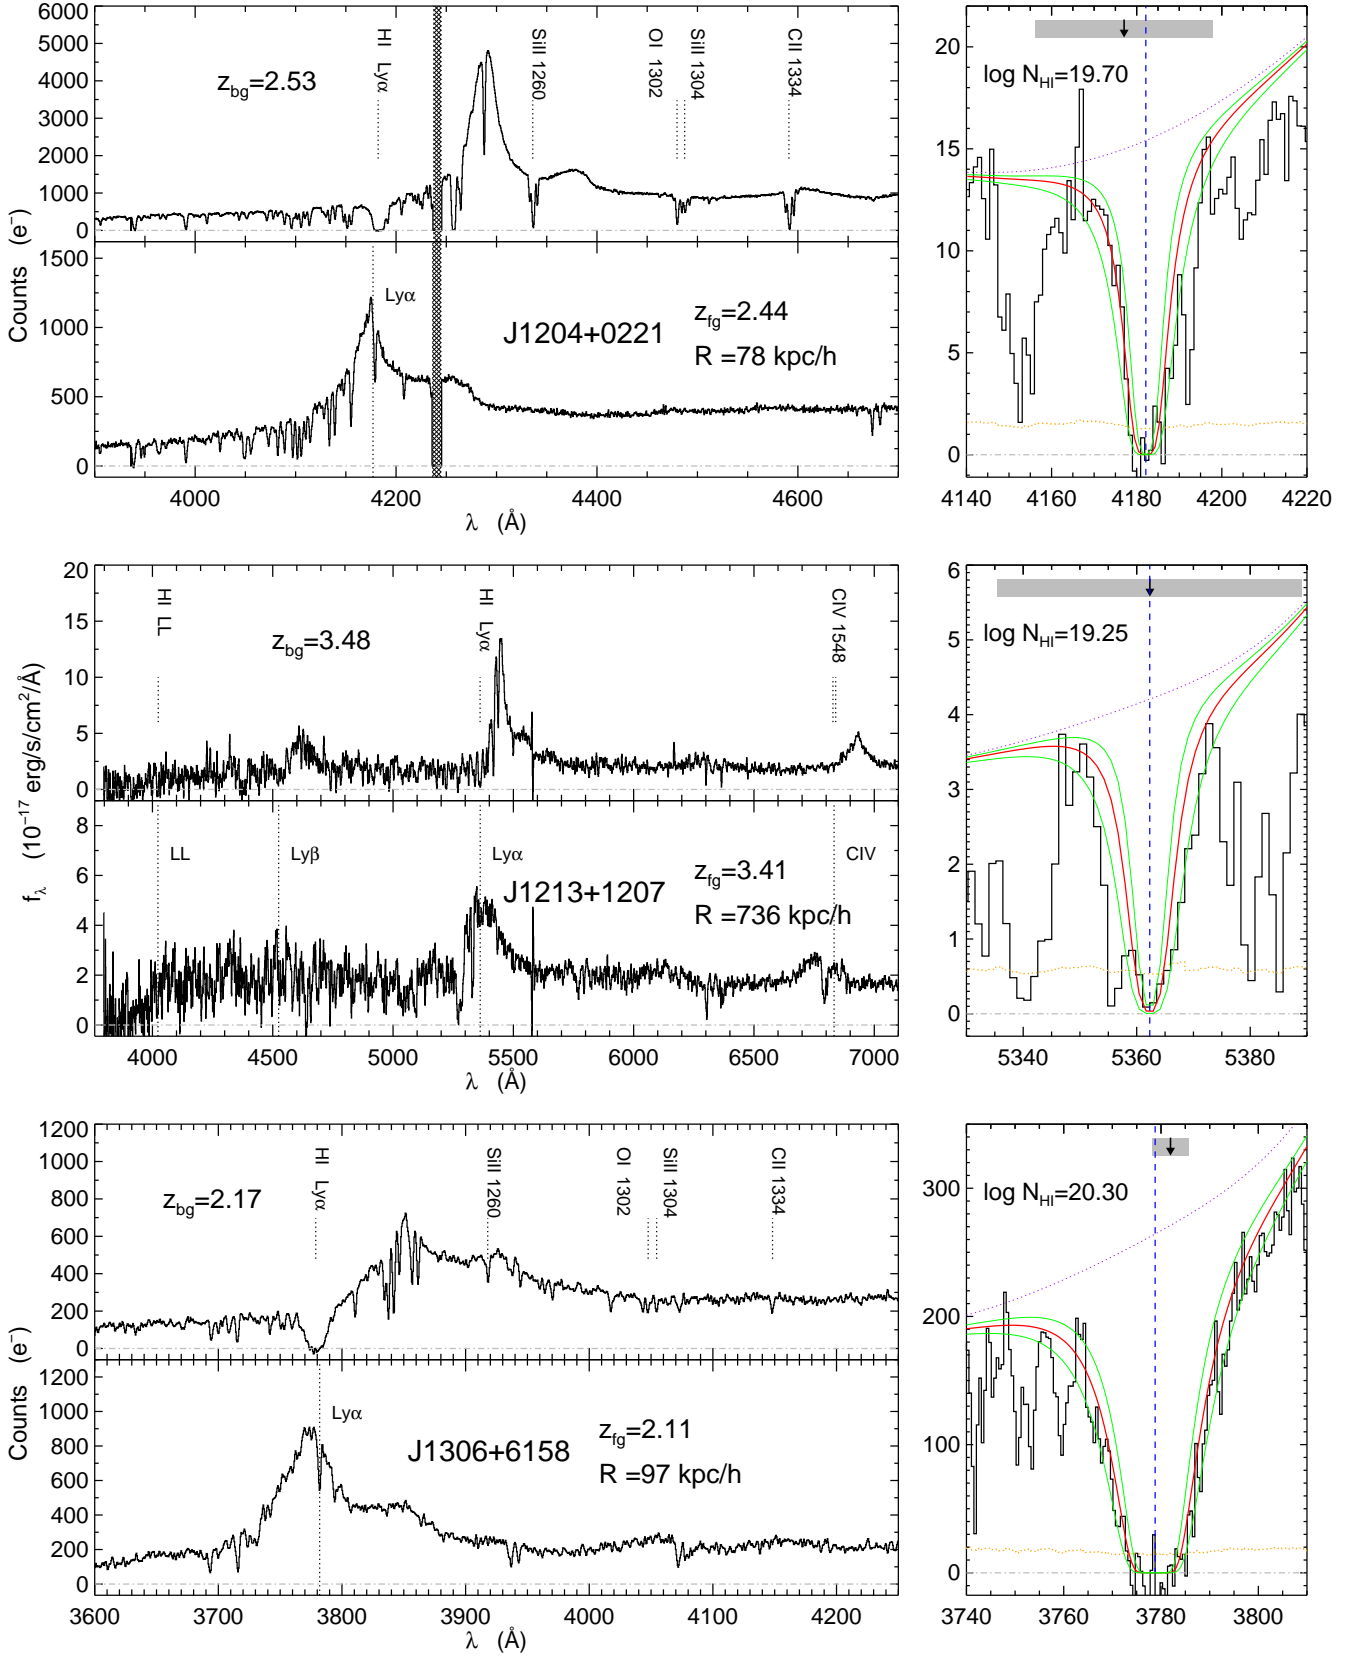 6000
5000
4000
3000
2000
1000
0
z_bg=2.53
HI Lyα
SiII 1260
OI 1302
SiII 1304
CII 1334
Counts (e⁻)
1500
1000
500
0
Lyα
J1204+0221
z_fg=2.44
R =78 kpc/h
4000 4200 4400 4600
λ (Å)
20
15
10
5
0
log N_HI=19.70
4140 4160 4180 4200 4220
20
15
10
5
0
HI LL
z_bg=3.48
HI Lyα
CIV 1548
f_λ (10⁻¹⁷ erg/s/cm²/Å)
8
6
4
2
0
LL
Lyβ
Lyα
CIV
J1213+1207
z_fg=3.41
R =736 kpc/h
4000 4500 5000 5500 6000 6500 7000
λ (Å)
6
5
4
3
2
1
0
log N_HI=19.25
5340 5360 5380
1200
1000
800
600
400
200
0
z_bg=2.17
HI Lyα
SiII 1260
OI 1302
SiII 1304
CII 1334
Counts (e⁻)
1200
1000
800
600
400
200
0
Lyα
J1306+6158
z_fg=2.11
R =97 kpc/h
3600 3700 3800 3900 4000 4100 4200
λ (Å)
300
200
100
0
log N_HI=20.30
3740 3760 3780 3800